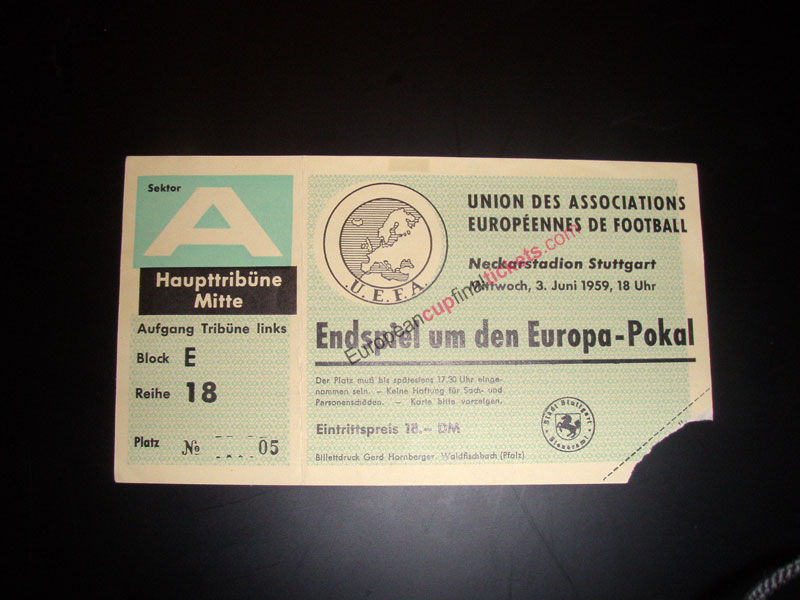 Sektor
A
Haupttribüne
Mitte
Aufgang Tribüne links
Block E
Reihe 18
Platz № 05
U.E.F.A.
UNION DES ASSOCIATIONS
EUROPÉENNES DE FOOTBALL
Neckarstadion Stuttgart
Mittwoch, 3. Juni 1959, 18 Uhr
Endspiel um den Europa-Pokal
Europeancupfinaltickets.com
Der Platz muß bis spätestens 17.30 Uhr einge-
nommen sein. – Keine Haftung für Sach- und
Personenschäden. – Karte bitte vorzeigen.
Eintrittspreis 18.– DM
Stadt Stuttgart
Steueramt
Billettdruck Gerd Hornberger, Waldfischbach (Pfalz)